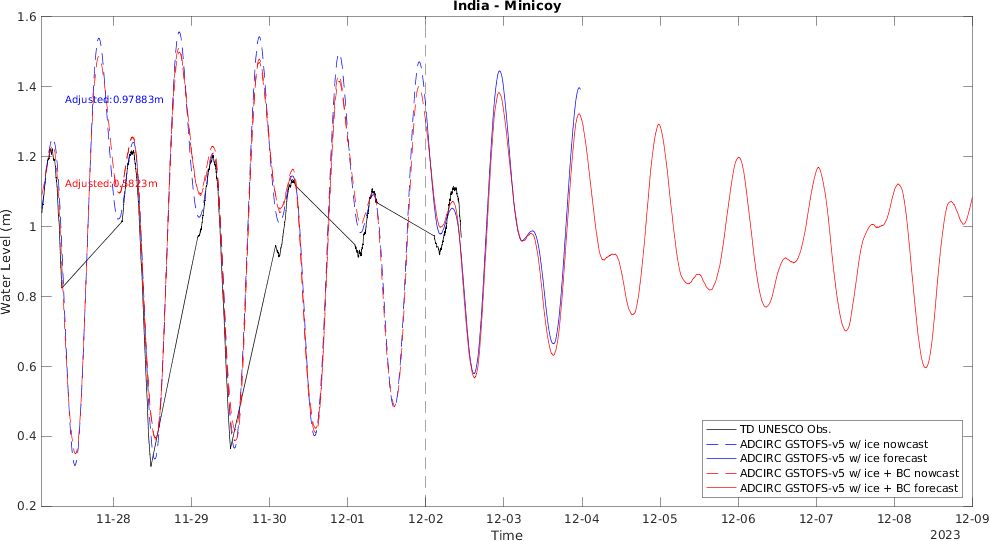 India - Minicoy
1.6
1.4
1.2
1
0.8
0.6
0.4
0.2
Water Level (m)
Adjusted:0.97883m
TD UNESCO Obs.
ADCIRC GSTOFS-v5 w/ ice nowcast
ADCIRC GSTOFS-v5 w/ ice forecast
ADCIRC GSTOFS-v5 w/ ice + BC nowcast
ADCIRC GSTOFS-v5 w/ ice + BC forecast
11-28 11-29 11-30 12-01 12-02 12-03 12-04 12-05 12-06 12-07 12-08 12-09
Time
2023